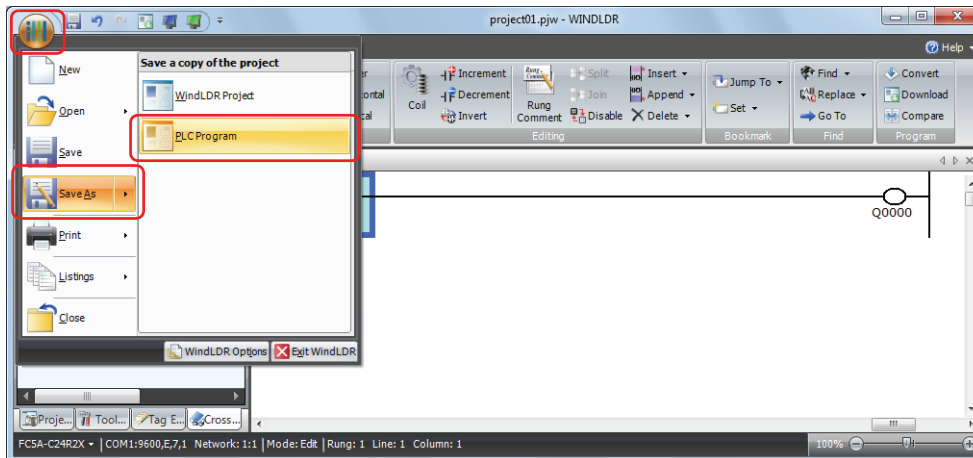 project01.pjw - WINDLDR
Help
New
Open
Save
Save As
Print
Listings
Close
Save a copy of the project
WindLDR Project
PLC Program
WindLDR Options
Exit WindLDR
Coil
Increment
Decrement
Invert
Rung Comment
Split
Join
Disable
Insert
Append
Delete
Editing
Jump To
Set
Bookmark
Find
Replace
Go To
Find
Convert
Download
Compare
Program
Q0000
Proje...
Tool...
Tag E...
Cross...
FC5A-C24R2X
COM1:9600,E,7,1 Network: 1:1
Mode: Edit
Rung: 1 Line: 1 Column: 1
100%